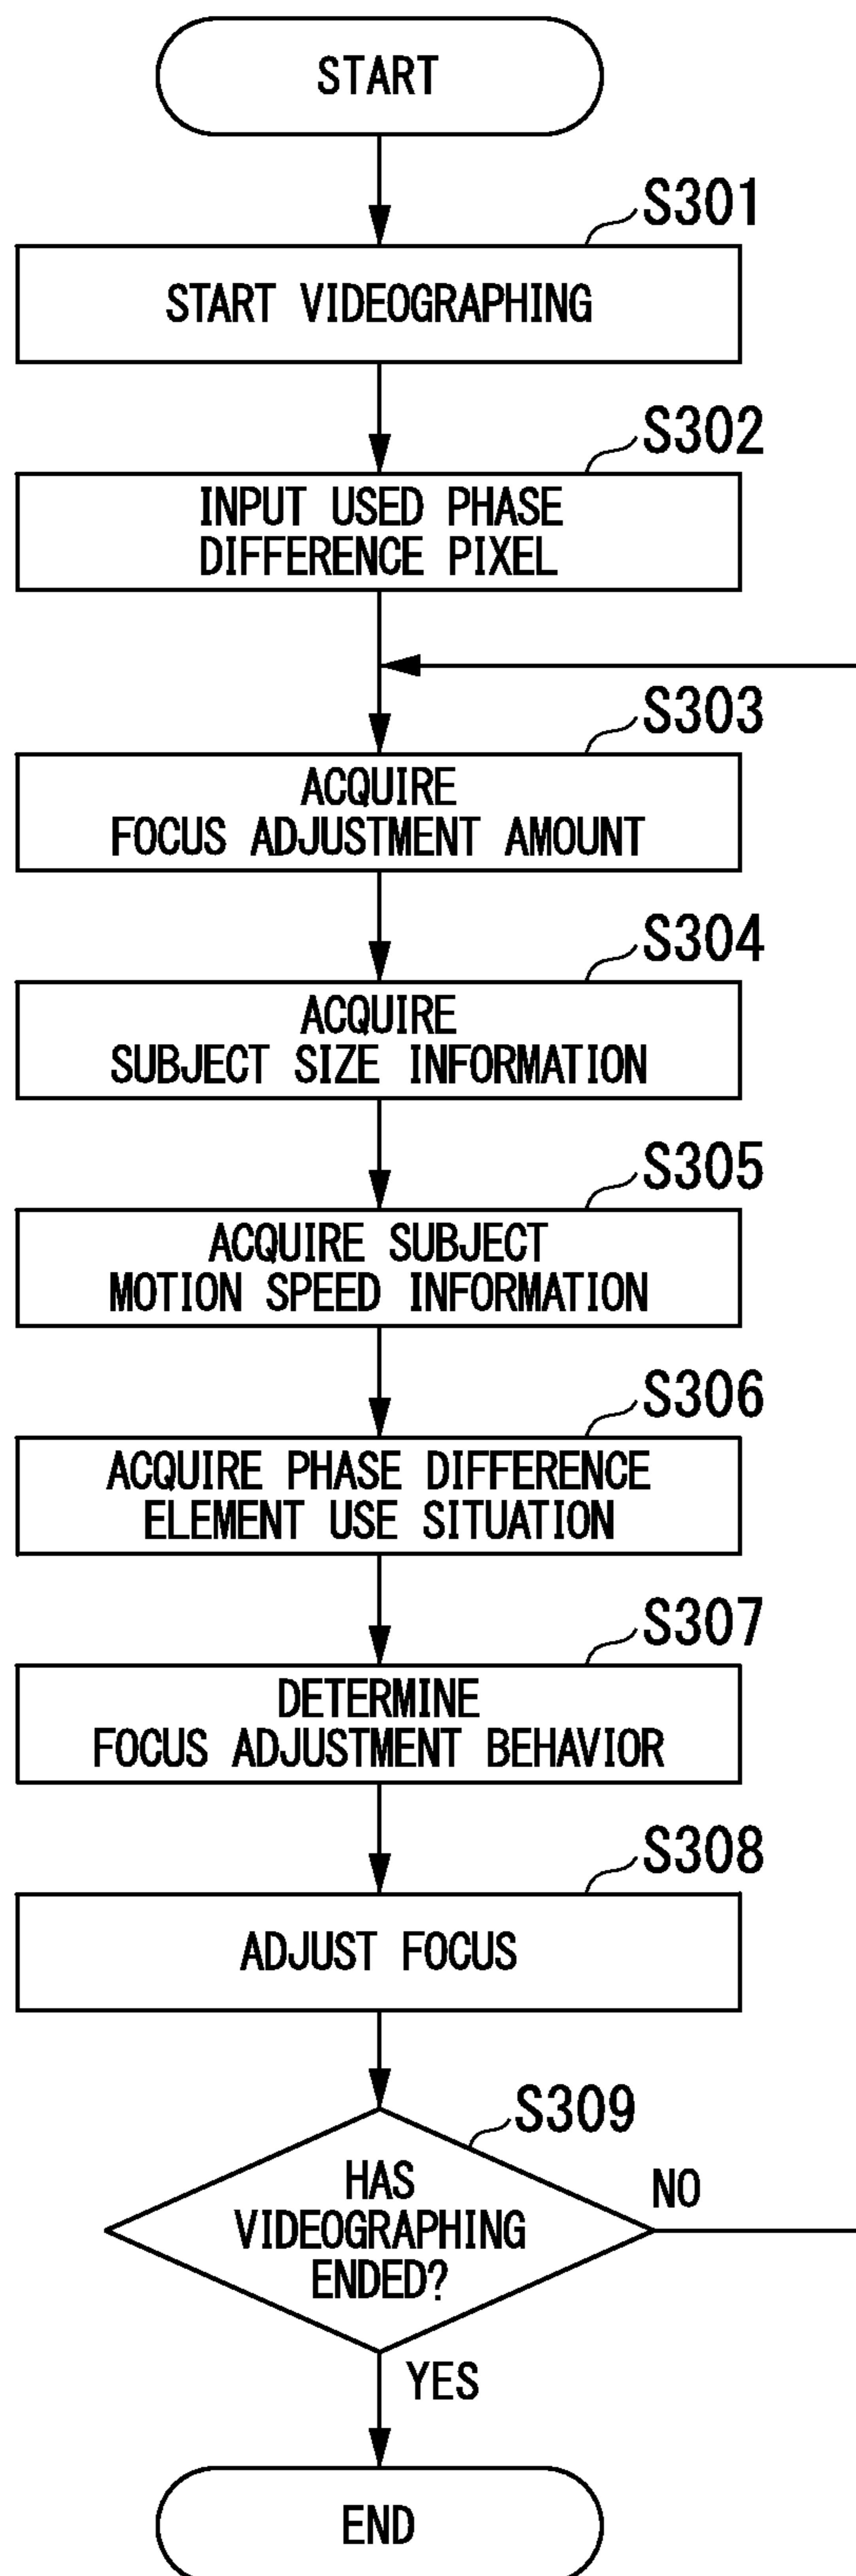 START
S301
START VIDEOGRAPHING
S302
INPUT USED PHASE
DIFFERENCE PIXEL
S303
ACQUIRE
FOCUS ADJUSTMENT AMOUNT
S304
ACQUIRE
SUBJECT SIZE INFORMATION
S305
ACQUIRE SUBJECT
MOTION SPEED INFORMATION
S306
ACQUIRE PHASE DIFFERENCE
ELEMENT USE SITUATION
S307
DETERMINE
FOCUS ADJUSTMENT BEHAVIOR
S308
ADJUST FOCUS
S309
HAS
VIDEOGRAPHING
ENDED?
NO
YES
END